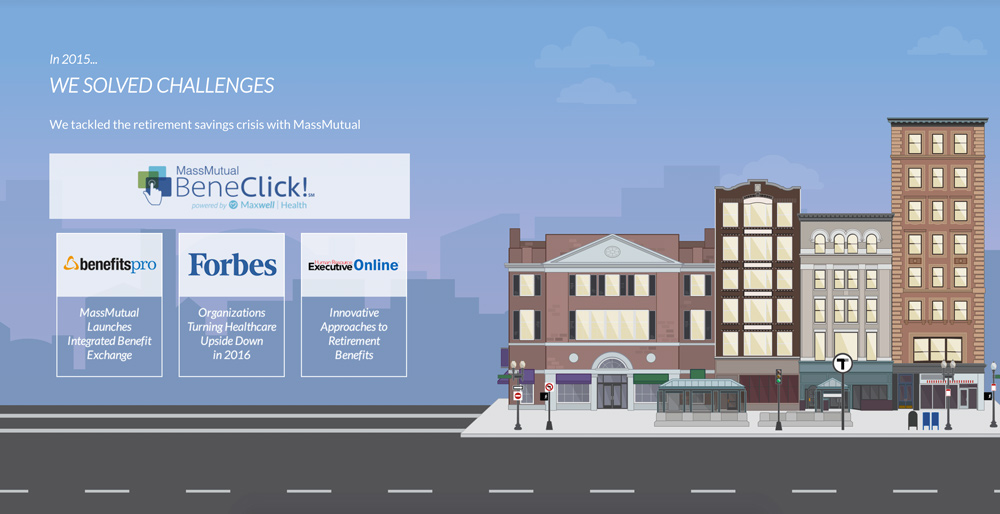 In 2015...
WE SOLVED CHALLENGES
We tackled the retirement savings crisis with MassMutual
MassMutual
BeneClick!SM
powered by Maxwell | Health
benefitspro
Forbes
Human Resource
Executive Online
MassMutual
Launches
Integrated Benefit
Exchange
Organizations
Turning Healthcare
Upside Down
in 2016
Innovative
Approaches to
Retirement
Benefits
T